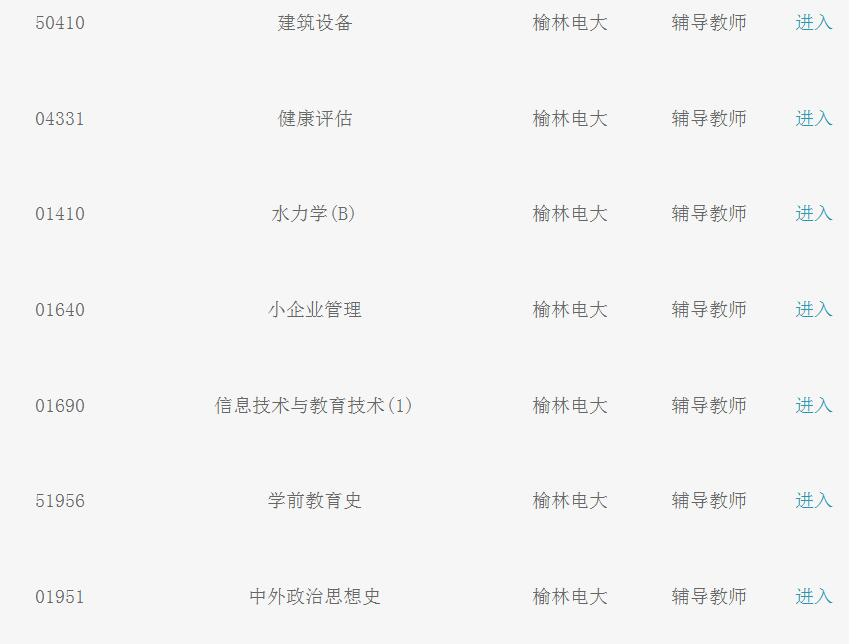 50410 建筑设备 榆林电大 辅导教师 进入
04331 健康评估 榆林电大 辅导教师 进入
01410 水力学(B) 榆林电大 辅导教师 进入
01640 小企业管理 榆林电大 辅导教师 进入
01690 信息技术与教育技术(1) 榆林电大 辅导教师 进入
51956 学前教育史 榆林电大 辅导教师 进入
01951 中外政治思想史 榆林电大 辅导教师 进入